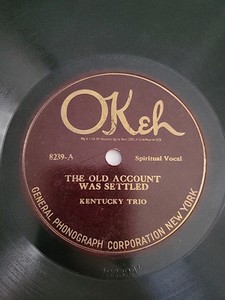 OKeh
8239-A
Spiritual Vocal
THE OLD ACCOUNT
WAS SETTLED
KENTUCKY TRIO
GENERAL PHONOGRAPH CORPORATION NEW YORK